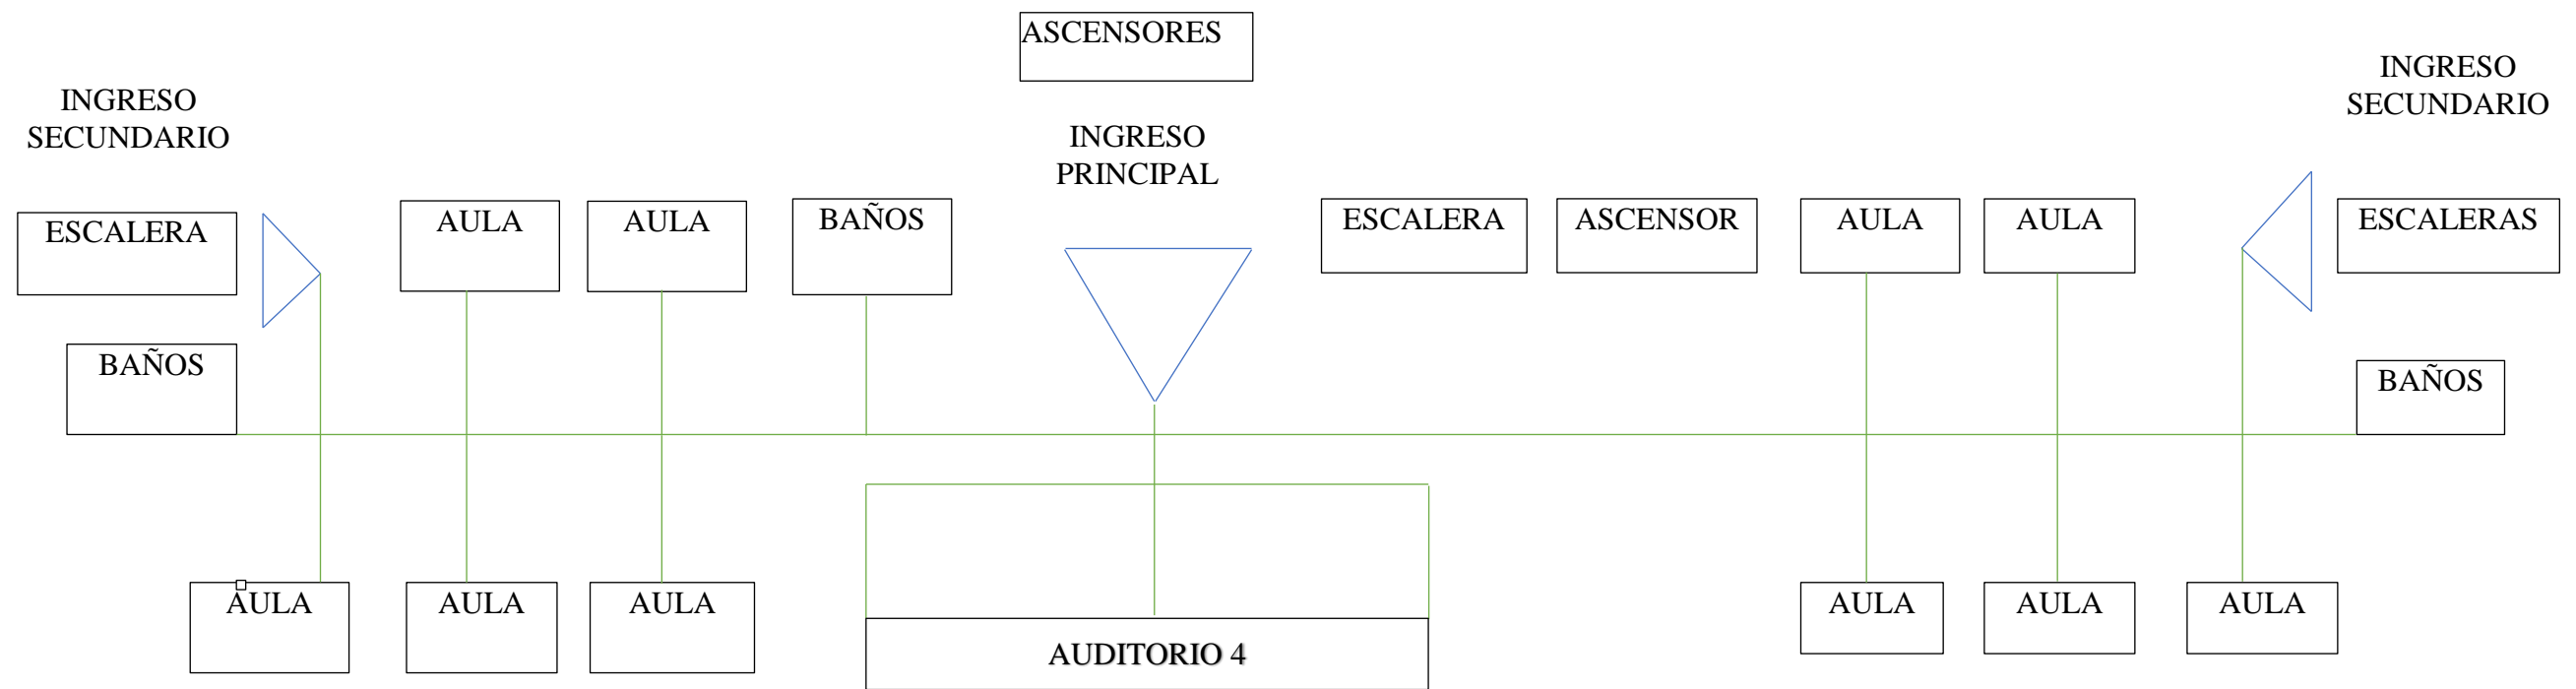 ASCENSORES
INGRESO
SECUNDARIO
INGRESO
SECUNDARIO
INGRESO
PRINCIPAL
ESCALERA
AULA
AULA
BAÑOS
ESCALERA
ASCENSOR
AULA
AULA
ESCALERAS
BAÑOS
BAÑOS
AULA
AULA
AULA
AULA
AULA
AULA
AUDITORIO 4